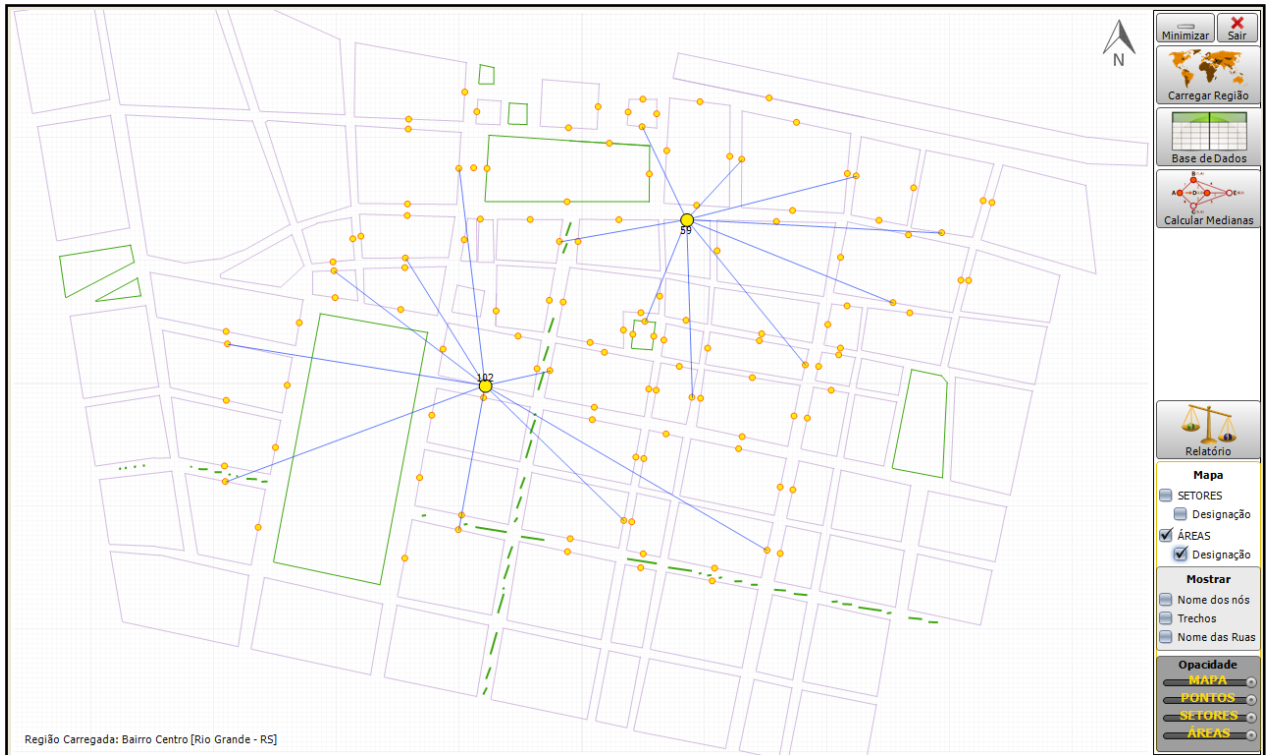 N
59
102
Região Carregada: Bairro Centro [Rio Grande - RS]
Minimizar
Sair
Carregar Região
Base de Dados
A
B
C
D
E
Calcular Medianas
Relatório
Mapa
SETORES
Designação
ÁREAS
Designação
Mostrar
Nome dos nós
Trechos
Nome das Ruas
Opacidade
MAPA
PONTOS
SETORES
ÁREAS